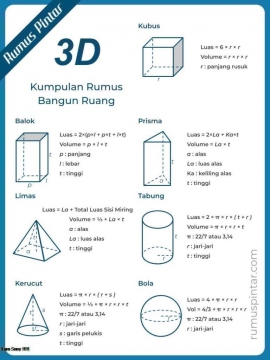 Rumus Pintar
3D
Kumpulan Rumus
Bangun Ruang
Kubus
Luas = 6 × r × r
Volume = r × r × r
r : panjang rusuk
r
Balok
Luas = 2×(p×l + p×t + l×t)
Volume = p × l × t
p : panjang
l : lebar
t : tinggi
t
l
p
Prisma
Luas = 2×La + Ka×t
Volume = La × t
a : alas
La : luas alas
Ka : keliling alas
t : tinggi
t
a
Limas
Luas = La + Total Luas Sisi Miring
Volume = ⅓ × La × t
a : alas
La : luas alas
t : tinggi
t
a
Tabung
Luas = 2 × π × r × ( t + r )
Volume = π × r × r × t
π : 22/7 atau 3,14
r : jari-jari
t : tinggi
t
r
Kerucut
Luas = π × r × ( r + s )
Volume = ⅓ × π × r × r × t
π : 22/7 atau 3,14
r : jari-jari
s : garis pelukis
t : tinggi
t
s
r
Bola
Luas = 4 × π × r × r
Vol = 4/3 × π × r × r × r
π : 22/7 atau 3,14
r : jari-jari
r
rumuspintar.com